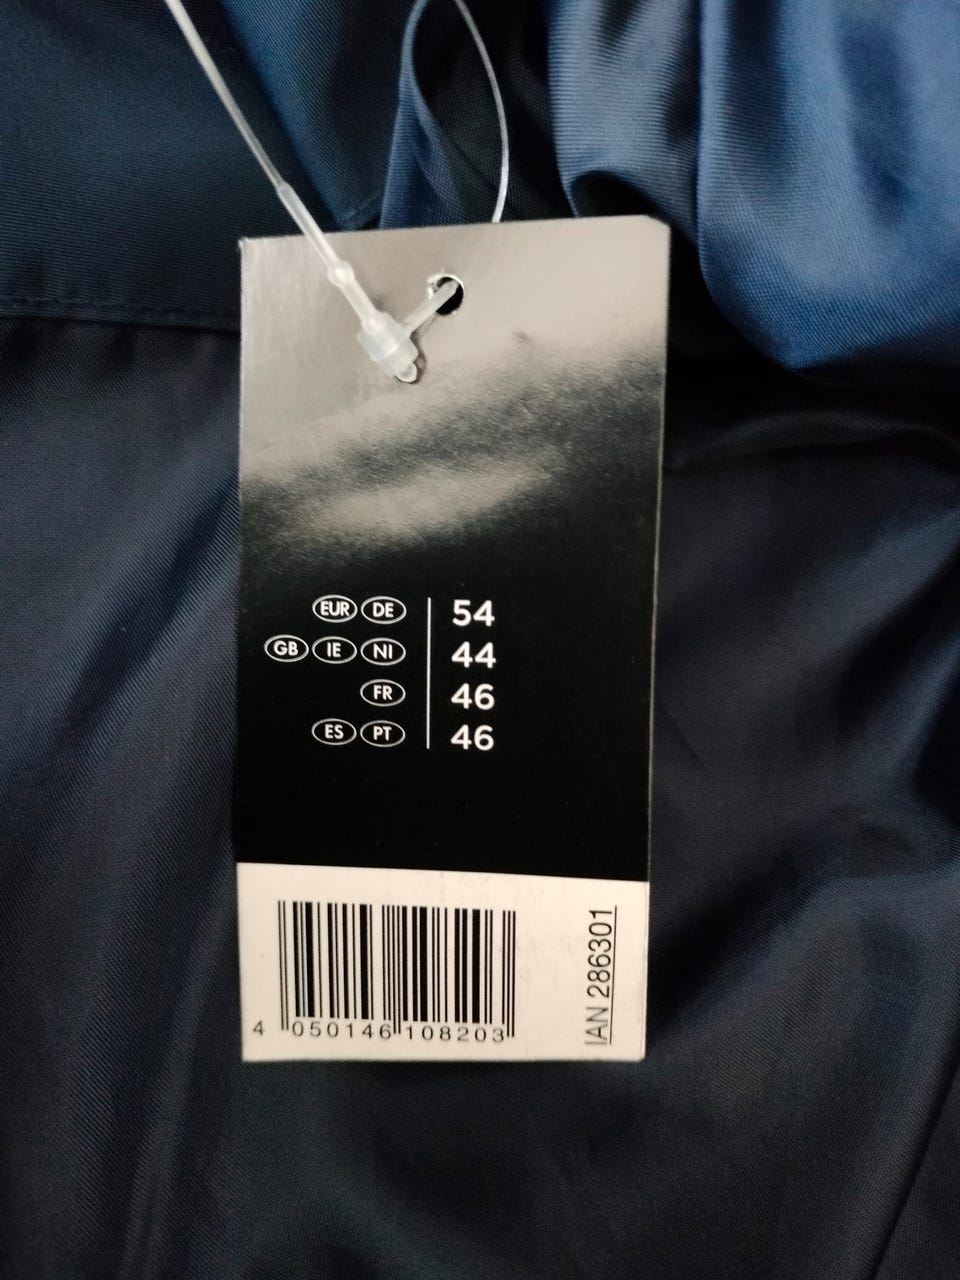 EUR DE 54
GB IE NI 44
FR 46
ES PT 46
4 050146 108203
IAN 286301